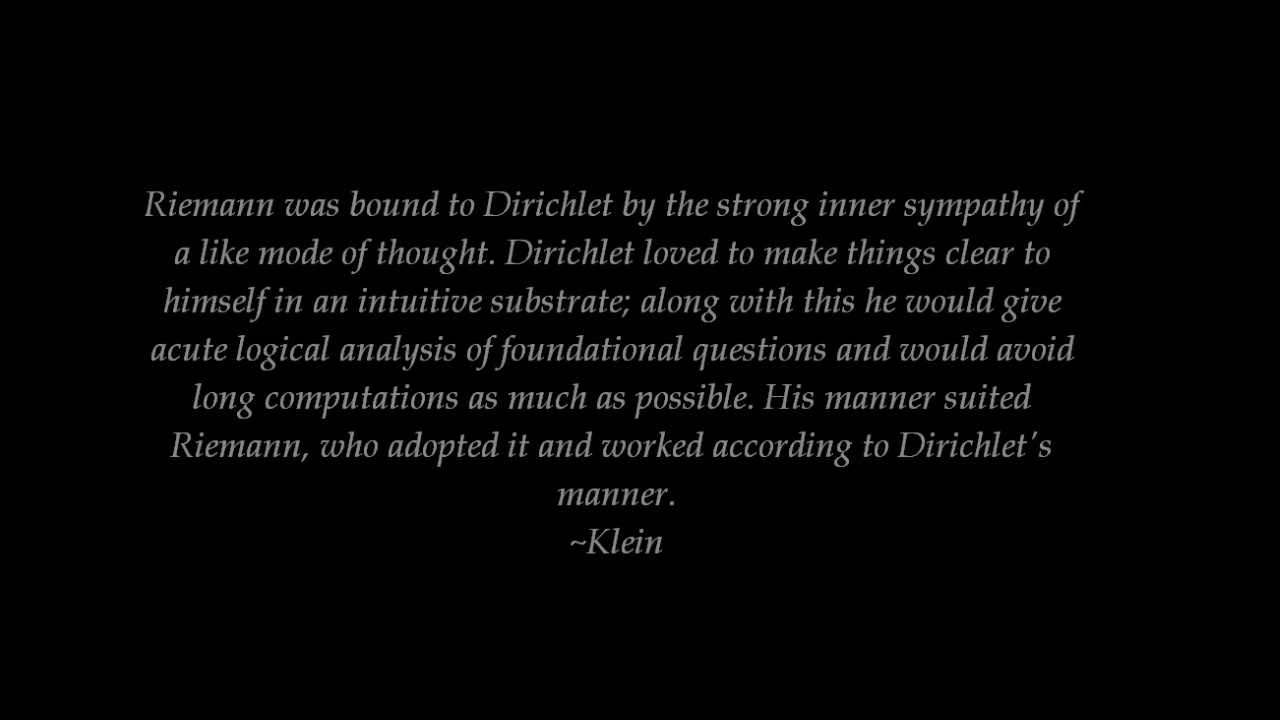 Riemann was bound to Dirichlet by the strong inner sympathy of
a like mode of thought. Dirichlet loved to make things clear to
himself in an intuitive substrate; along with this he would give
acute logical analysis of foundational questions and would avoid
long computations as much as possible. His manner suited
Riemann, who adopted it and worked according to Dirichlet's
manner.
~Klein